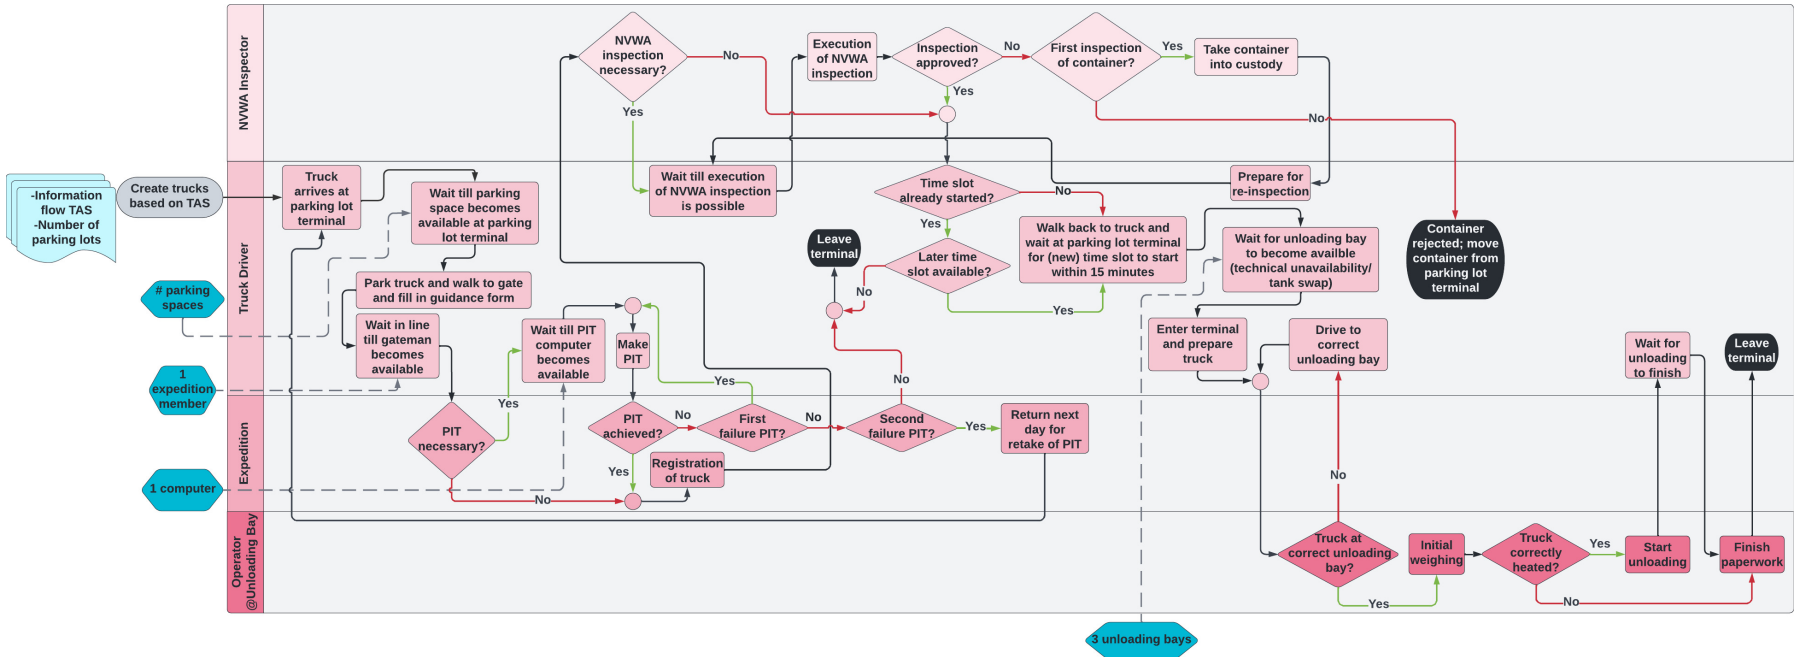 NVWA Inspector
NVWA
inspection
necessary?
No
Yes
Execution
of NVWA
inspection
Inspection
approved?
No
Yes
First inspection
of container?
Yes
No
Take container
into custody
-Information
flow TAS
-Number of
parking lots
Create trucks
based on TAS
Truck Driver
Truck
arrives at
parking lot
terminal
Wait till parking
space becomes
available at parking
lot terminal
Wait till execution
of NVWA inspection
is possible
Time slot
already started?
No
Yes
Prepare for
re-inspection
Leave
terminal
Later time
slot available?
No
Yes
Walk back to truck and
wait at parking lot terminal
for (new) time slot to start
within 15 minutes
Wait for unloading bay
to become availble
(technical unavailability/
tank swap)
Container
rejected; move
container from
parking lot
terminal
# parking
spaces
Park truck and walk to gate
and fill in guidance form
Wait in line
till gateman
becomes
available
Wait till PIT
computer
becomes
available
Make
PIT
Enter terminal
and prepare
truck
Drive to
correct
unloading bay
Wait for
unloading
to finish
Leave
terminal
1
expedition
member
Yes
No
Expedition
PIT
necessary?
Yes
No
PIT
achieved?
No
Yes
First
failure PIT?
No
Second
failure PIT?
Yes
Return next
day for
retake of PIT
Registration
of truck
1 computer
No
Operator
@Unloading Bay
Truck at
correct unloading
bay?
Yes
Initial
weighing
Truck
correctly
heated?
Yes
No
Start
unloading
Finish
paperwork
3 unloading bays